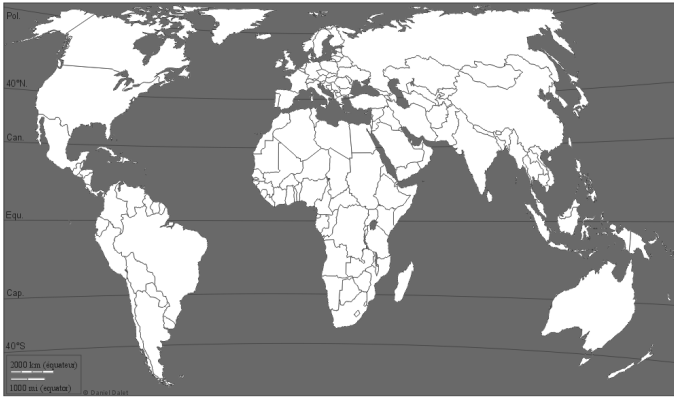 Pol.
40°N.
Can.
Equ.
Cap.
40°S
2000 km (équateur)
1000 mi. (equator)
© Daniel Dalet